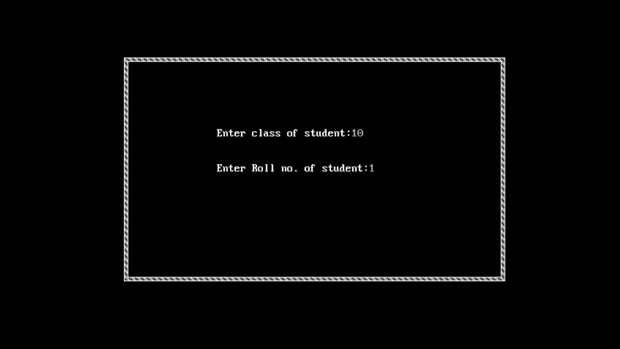 Enter class of student:10
Enter Roll no. of student:1